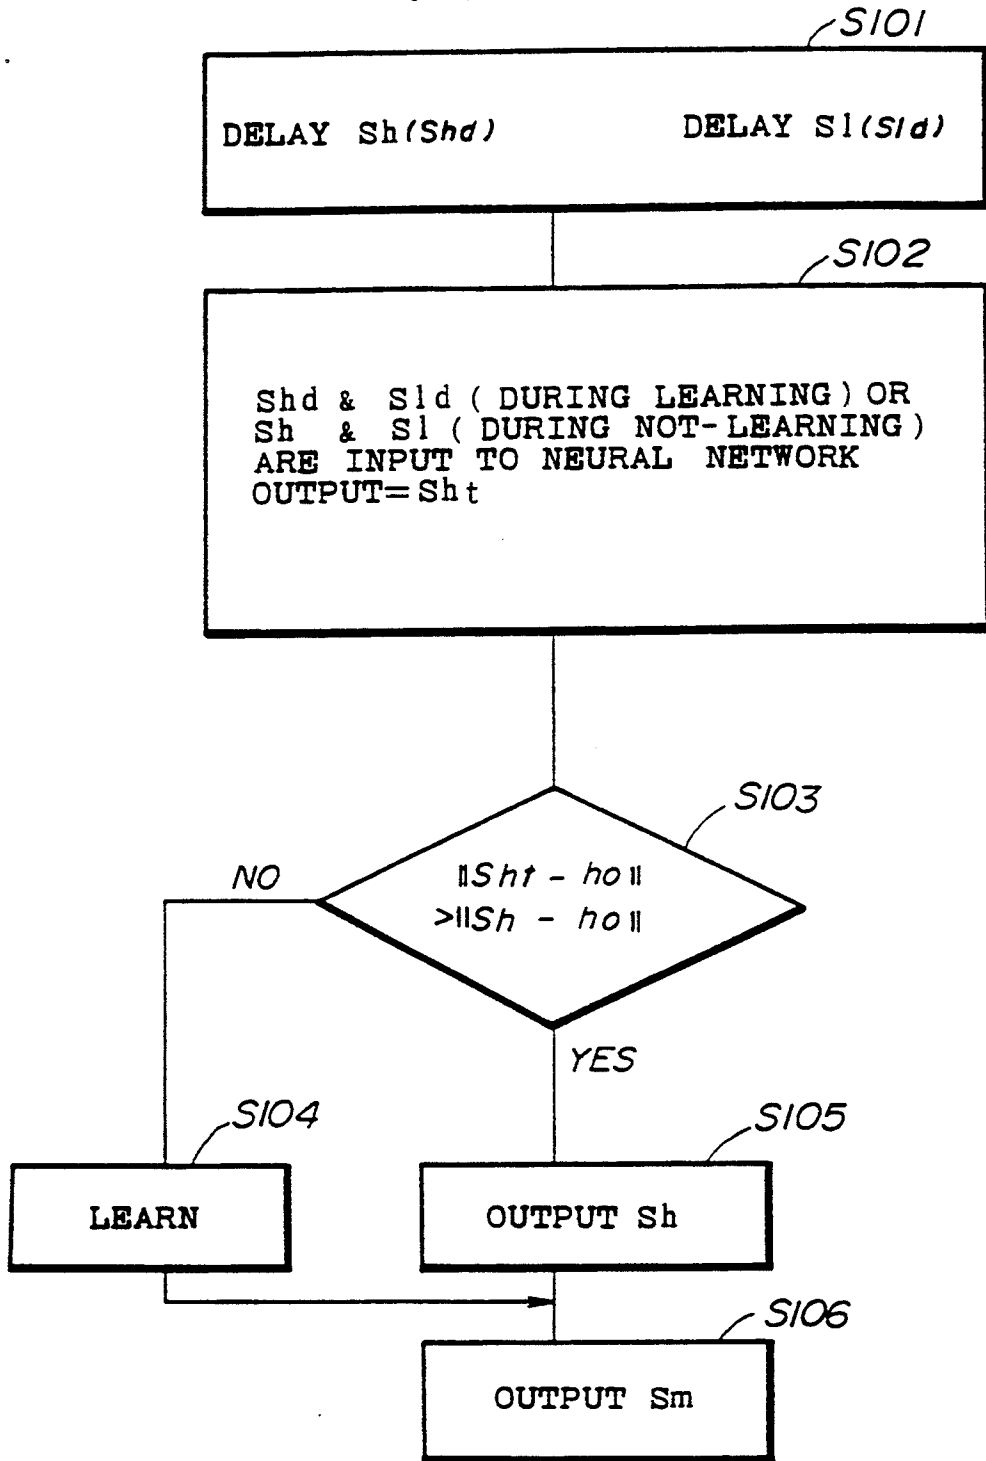 S101
DELAY Sh(Shd) DELAY Sl(Sld)
S102
Shd & Sld (DURING LEARNING) OR
Sh & Sl (DURING NOT-LEARNING)
ARE INPUT TO NEURAL NETWORK
OUTPUT=Sht
S103
NO
||Sht - ho||
>||Sh - ho||
YES
S104
S105
LEARN
OUTPUT Sh
S106
OUTPUT Sm